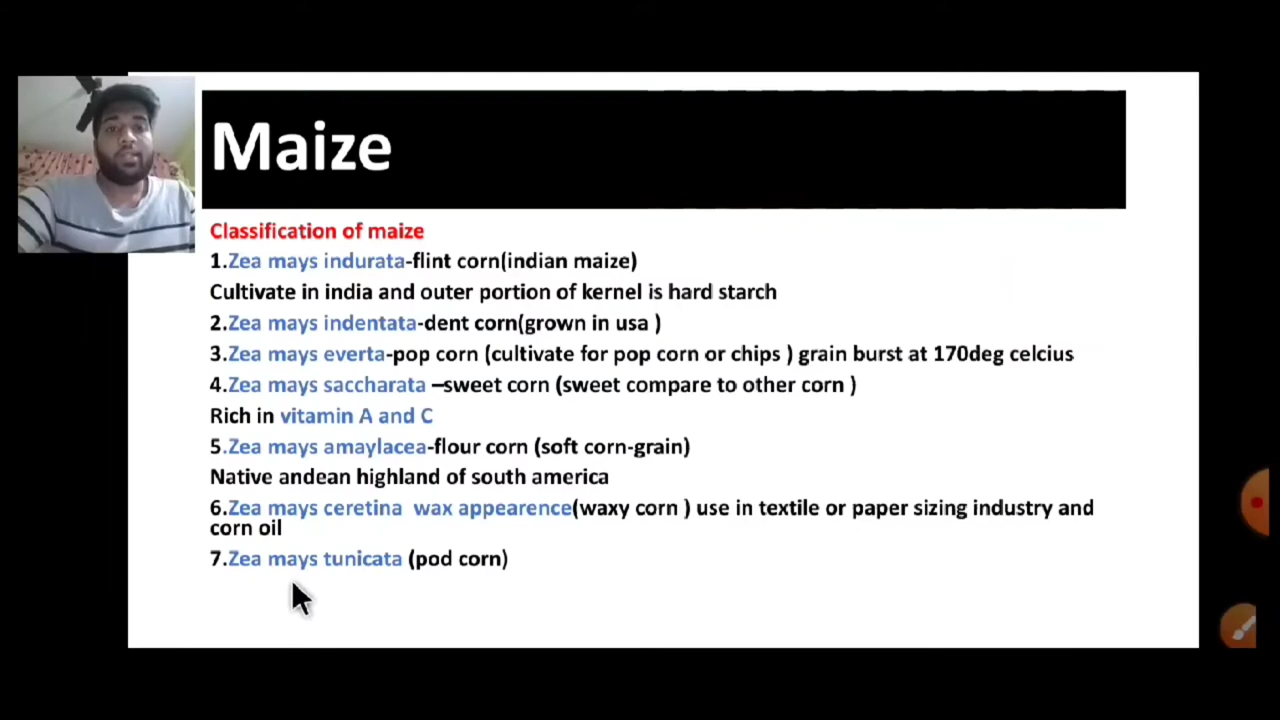 Maize
Classification of maize
1.Zea mays indurata-flint corn(indian maize)
Cultivate in india and outer portion of kernel is hard starch
2.Zea mays indentata-dent corn(grown in usa )
3.Zea mays everta-pop corn (cultivate for pop corn or chips ) grain burst at 170deg celcius
4.Zea mays saccharata –sweet corn (sweet compare to other corn )
Rich in vitamin A and C
5.Zea mays amaylacea-flour corn (soft corn-grain)
Native andean highland of south america
6.Zea mays ceretina  wax appearence(waxy corn ) use in textile or paper sizing industry and
corn oil
7.Zea mays tunicata (pod corn)